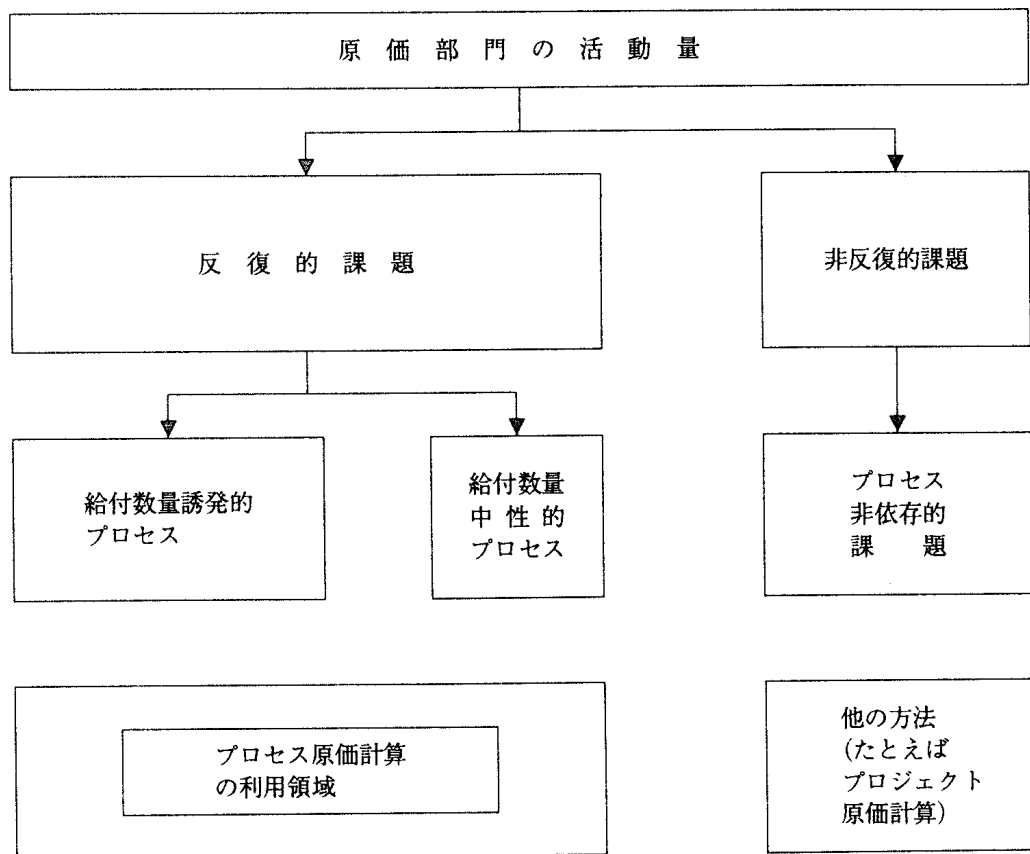 原価部門の活動量
反復的課題
非反復的課題
給付数量誘発的
プロセス
給付数量
中性的
プロセス
プロセス
非依存的
課題
プロセス原価計算
の利用領域
他の方法
(たとえば
プロジェクト
原価計算)